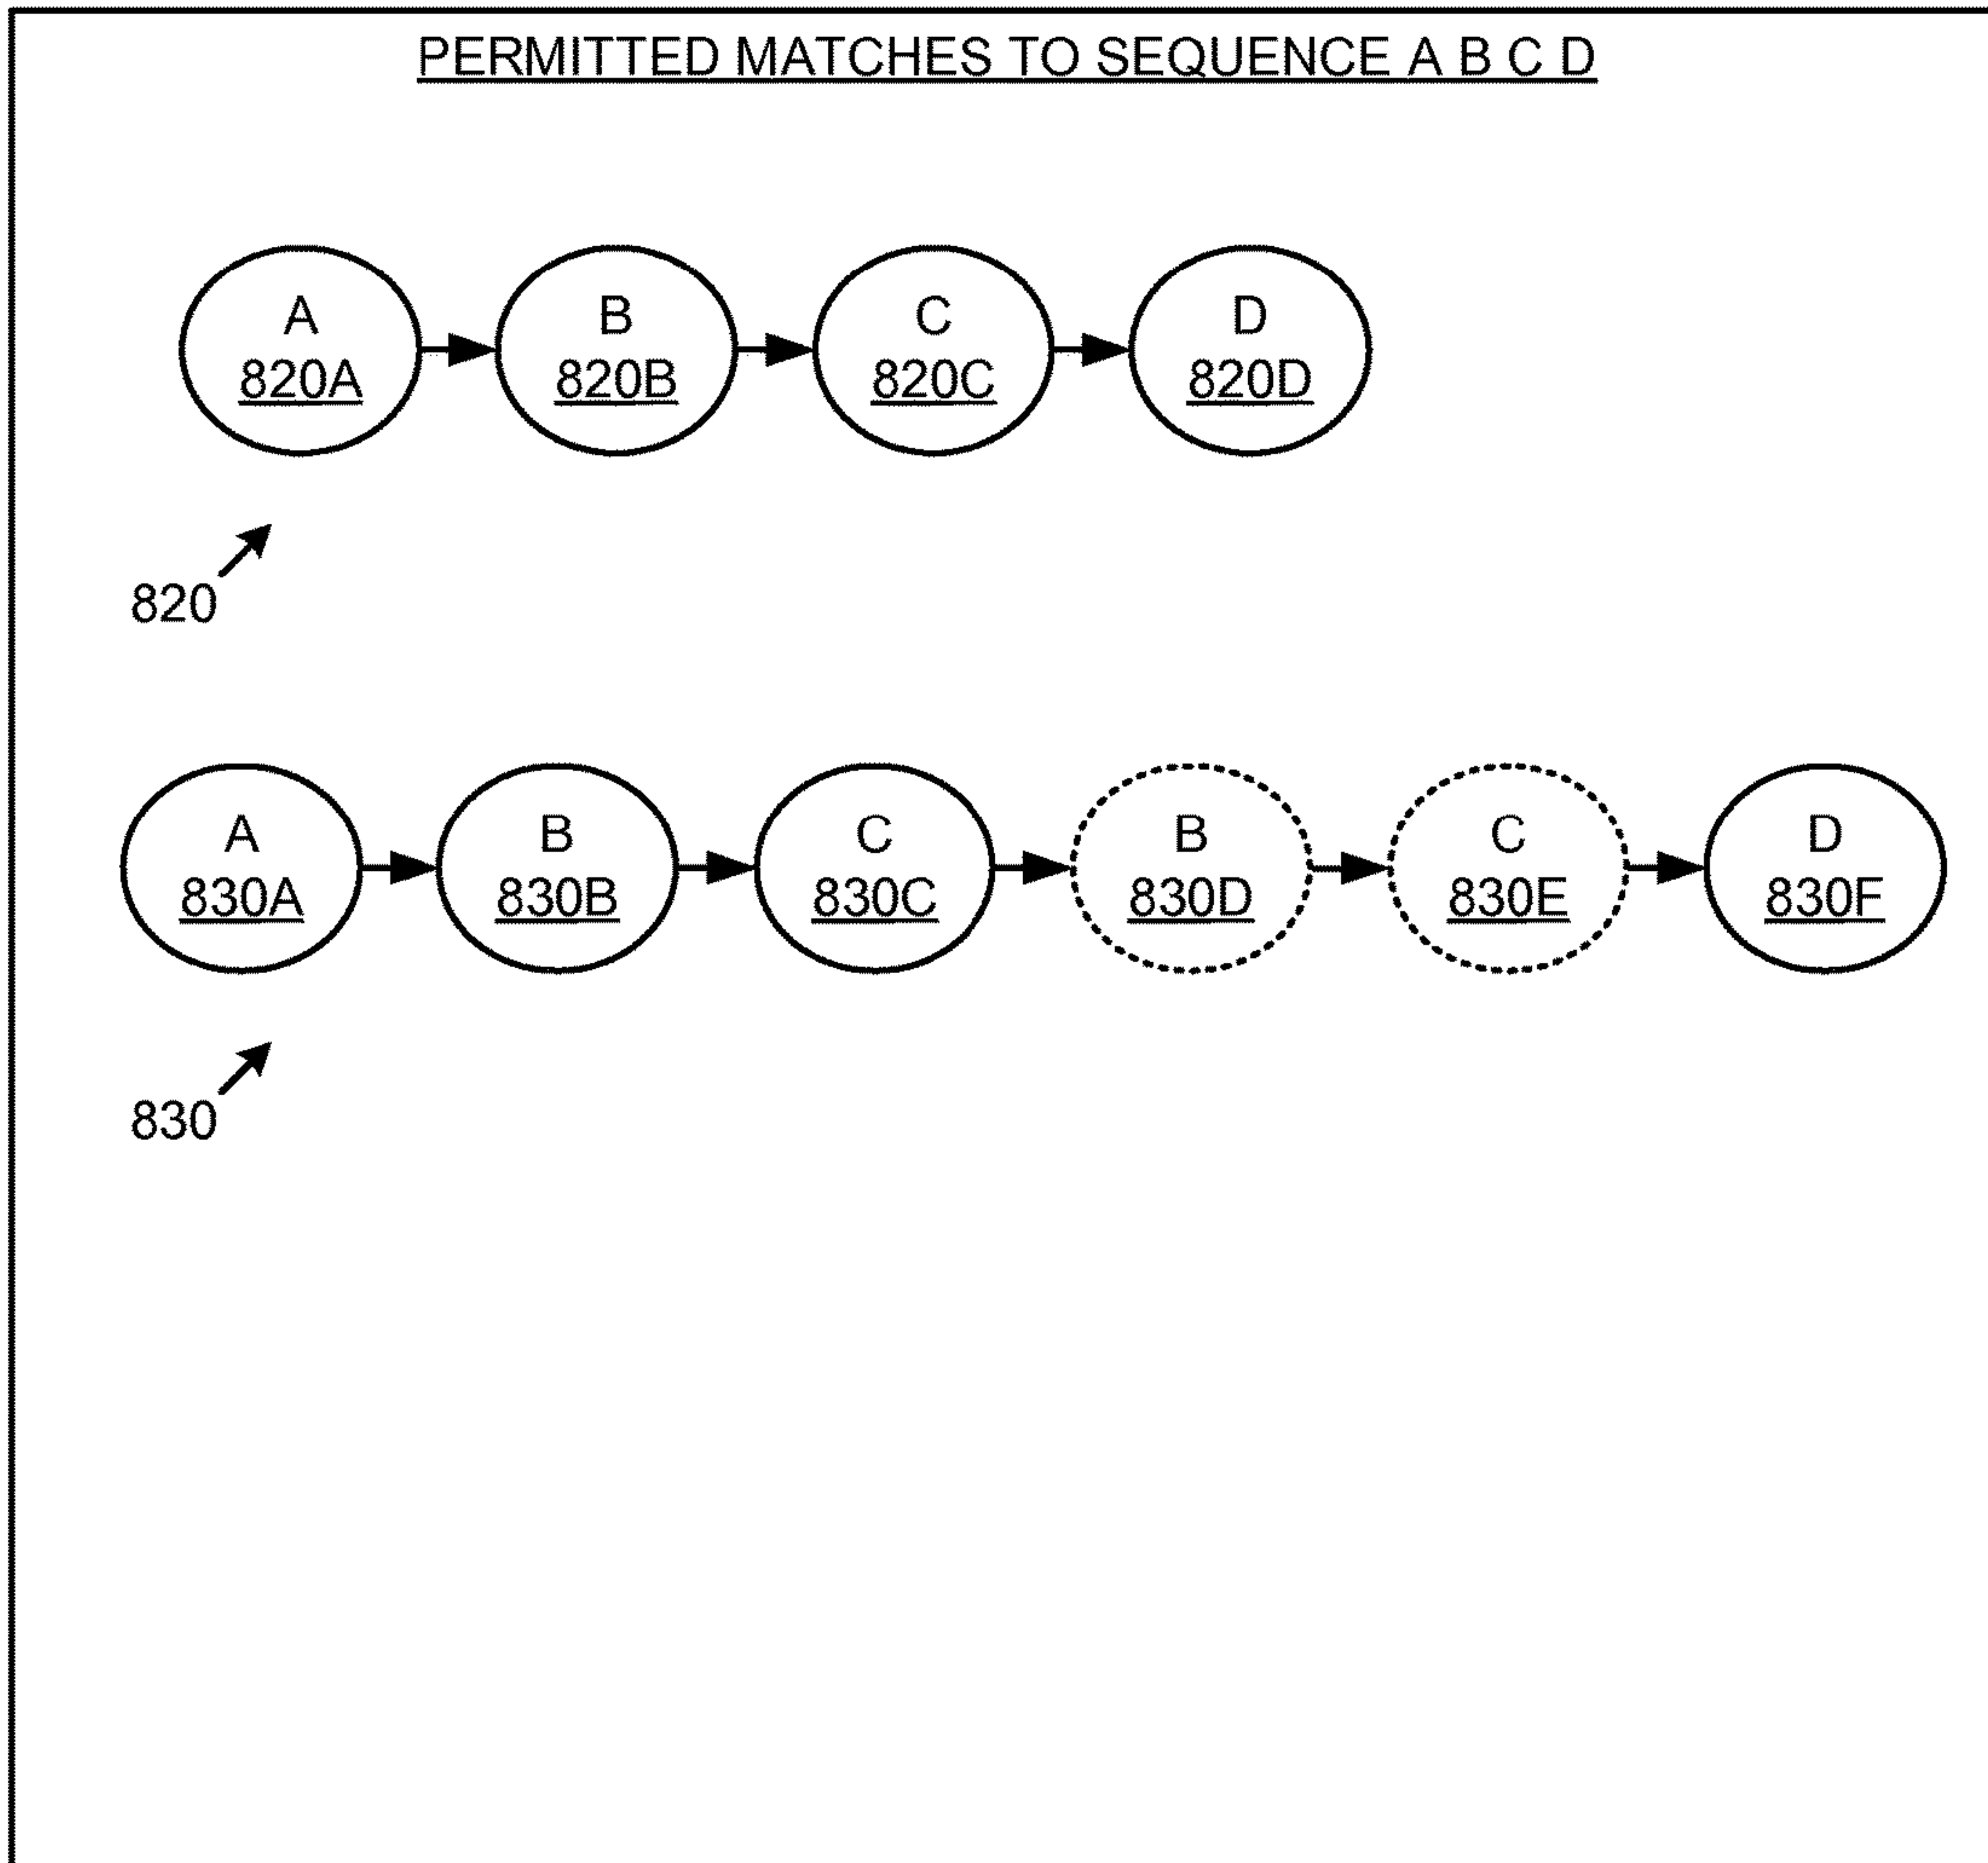 PERMITTED MATCHES TO SEQUENCE A B C D
A B C D
820A 820B 820C 820D
820
A B C B C D
830A 830B 830C 830D 830E 830F
830